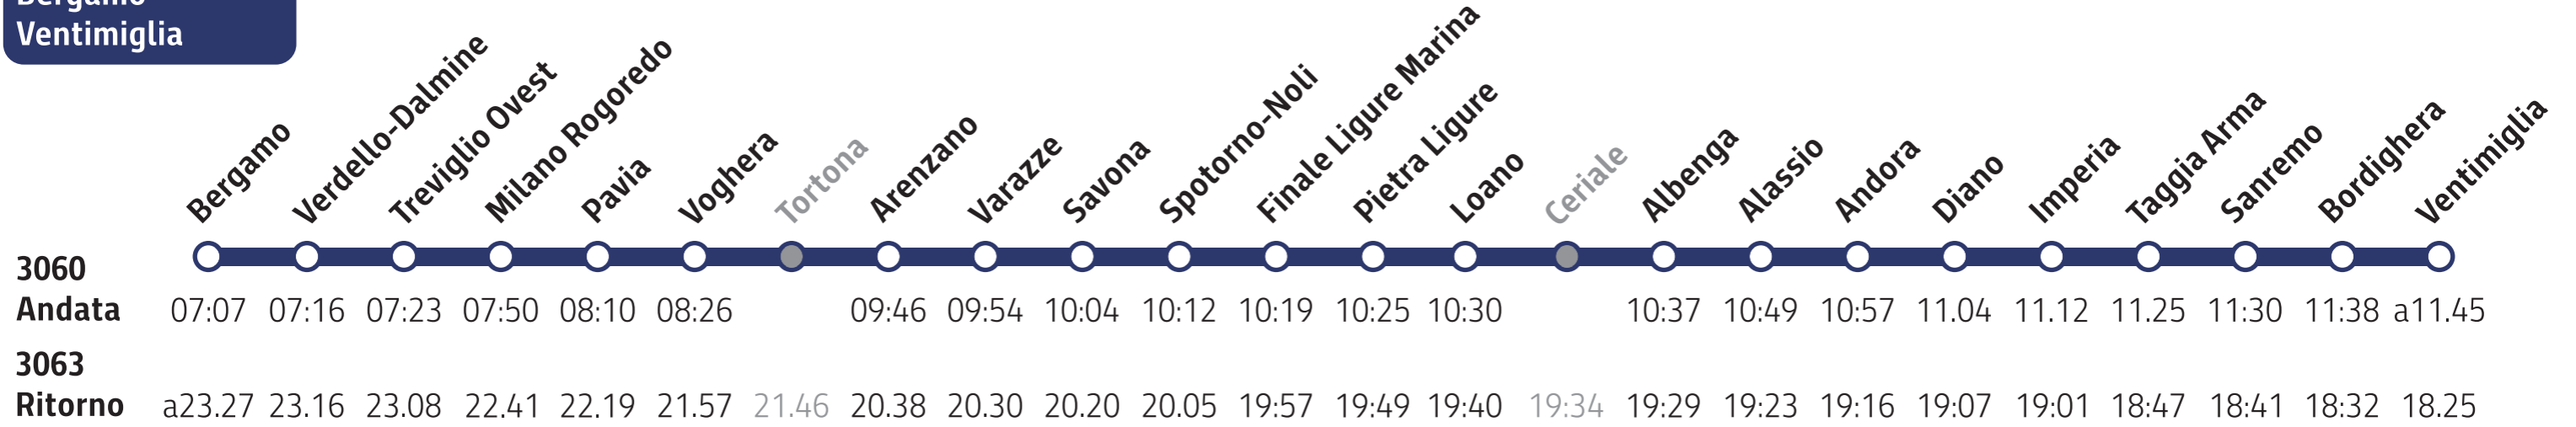 Bergamo
Ventimiglia
Bergamo
Verdello-Dalmine
Treviglio Ovest
Milano Rogoredo
Pavia
Voghera
Tortona
Arenzano
Varazze
Savona
Spotorno-Noli
Finale Ligure Marina
Pietra Ligure
Loano
Ceriale
Albenga
Alassio
Andora
Diano
Imperia
Taggia Arma
Sanremo
Bordighera
Ventimiglia
3060
Andata 07:07 07:16 07:23 07:50 08:10 08:26 09:46 09:54 10:04 10:12 10:19 10:25 10:30 10:37 10:49 10:57 11.04 11.12 11.25 11:30 11:38 a11.45
3063
Ritorno a23.27 23.16 23.08 22.41 22.19 21.57 21.46 20.38 20.30 20.20 20.05 19:57 19:49 19:40 19:34 19:29 19:23 19:16 19:07 19:01 18:47 18:41 18:32 18.25